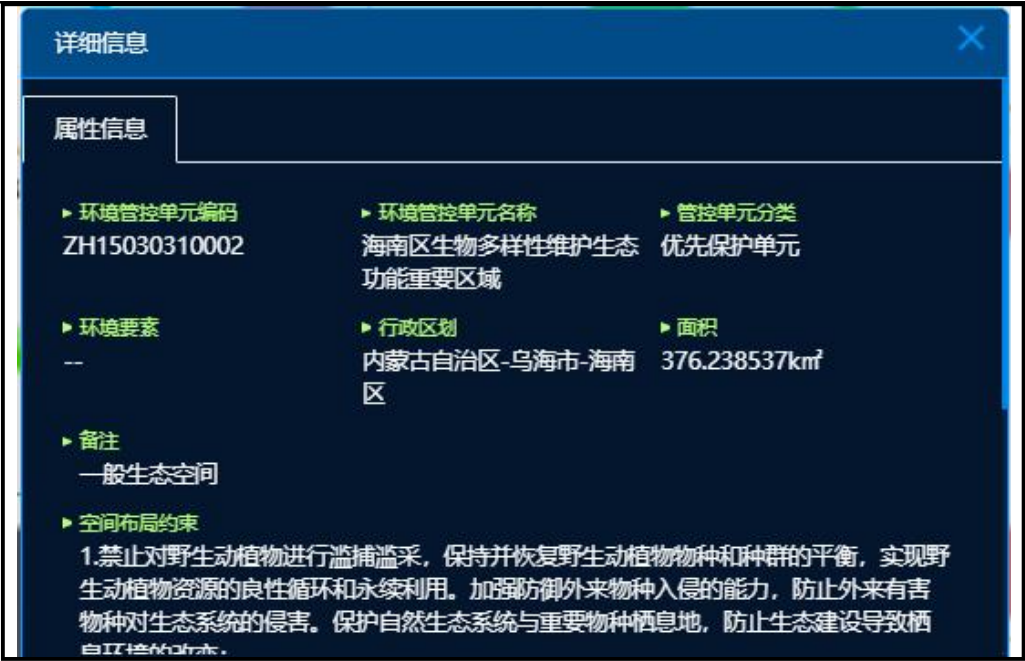 详细信息
属性信息
环境管控单元编码
环境管控单元名称
管控单元分类
ZH15030310002
海南区生物多样性维护生态
功能重要区域
优先保护单元
环境要素
行政区划
面积
--
内蒙古自治区-乌海市-海南
区
376.238537k㎡
备注
一般生态空间
空间布局约束
1.禁止对野生动植物进行滥捕滥采，保持并恢复野生动植物物种和种群的平衡，实现野
生动植物资源的良性循环和永续利用。加强防御外来物种入侵的能力，防止外来有害
物种对生态系统的侵害。保护自然生态系统与重要物种栖息地，防止生态建设导致栖
息环境的改变；